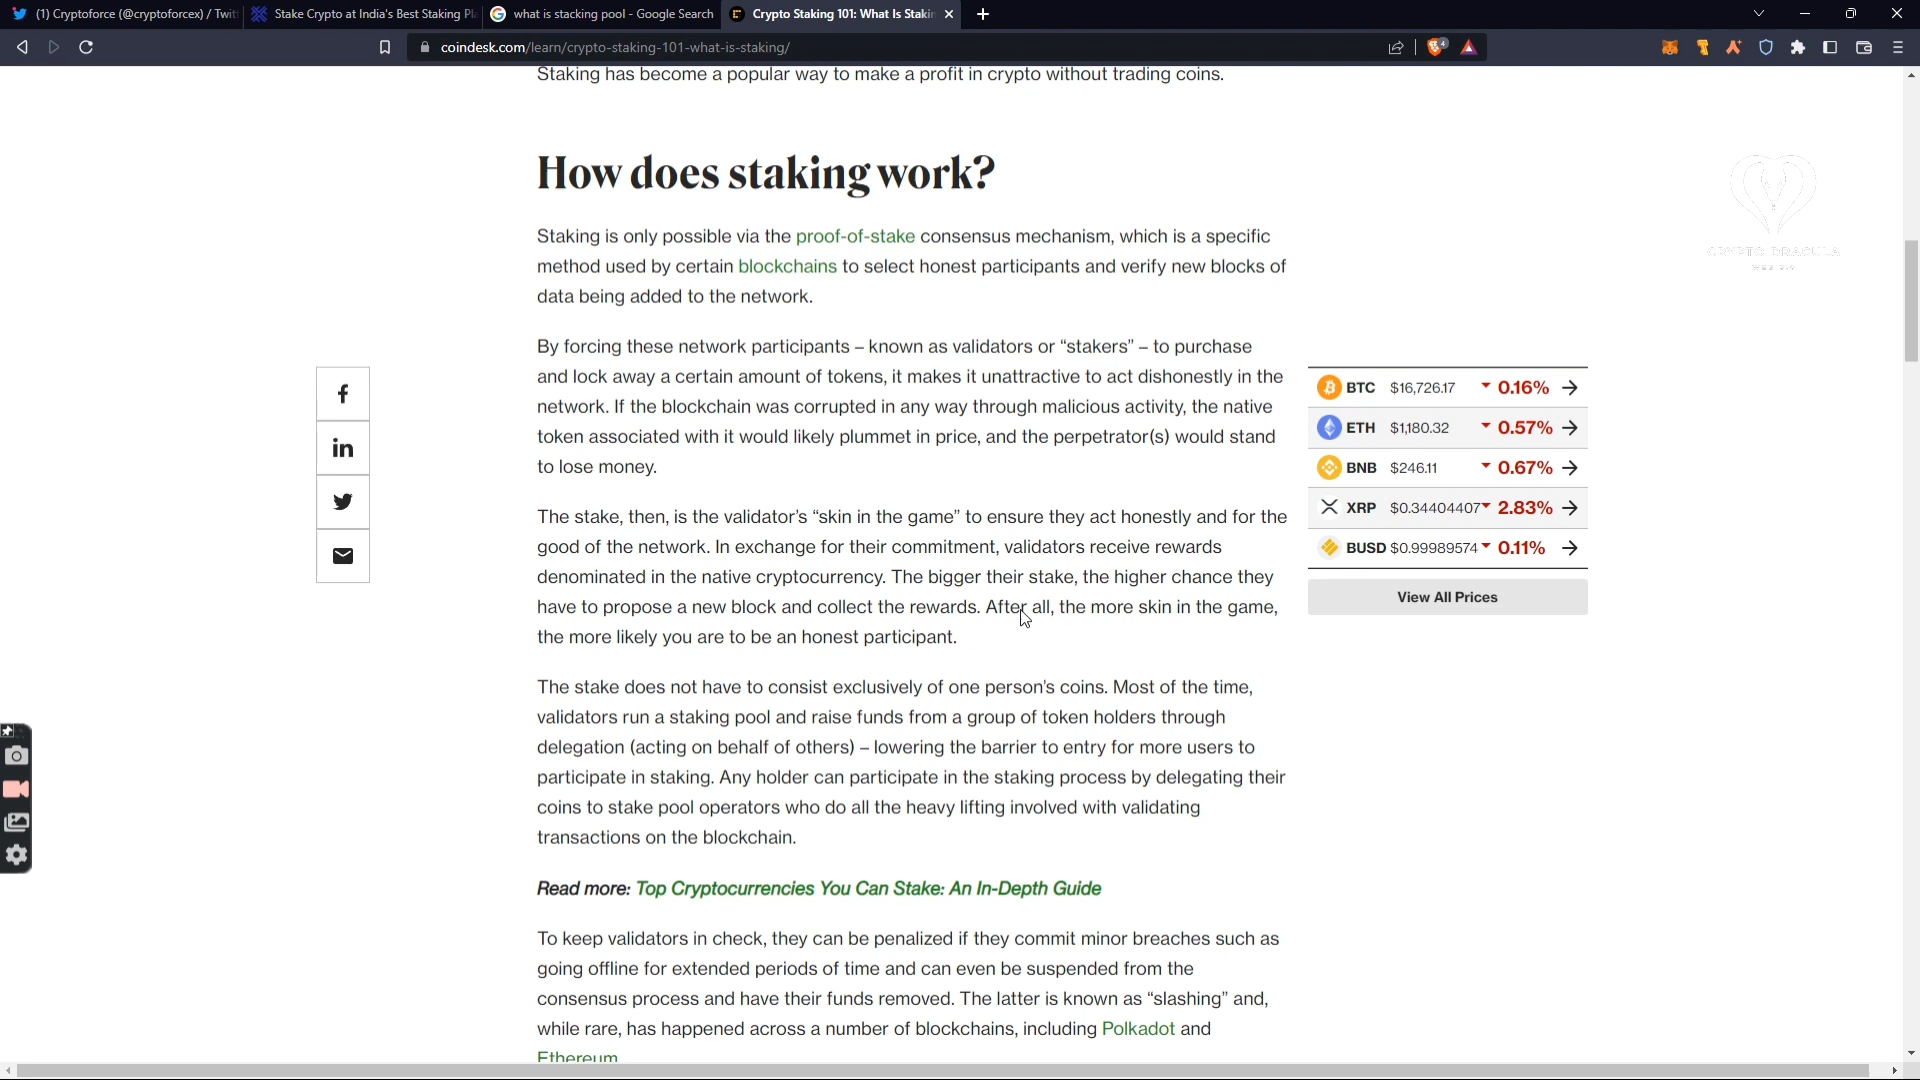 (1) Cryptoforce (@cryptoforcex) / Twit
Stake Crypto at India's Best Staking Pl
what is stacking pool - Google Search
Crypto Staking 101: What Is Stakin
coindesk.com/learn/crypto-staking-101-what-is-staking/
4
Staking has become a popular way to make a profit in crypto without trading coins.
How does staking work?
Staking is only possible via the proof-of-stake consensus mechanism, which is a specific
method used by certain blockchains to select honest participants and verify new blocks of
data being added to the network.
By forcing these network participants – known as validators or “stakers” – to purchase
and lock away a certain amount of tokens, it makes it unattractive to act dishonestly in the
network. If the blockchain was corrupted in any way through malicious activity, the native
token associated with it would likely plummet in price, and the perpetrator(s) would stand
to lose money.
The stake, then, is the validator’s “skin in the game” to ensure they act honestly and for the
good of the network. In exchange for their commitment, validators receive rewards
denominated in the native cryptocurrency. The bigger their stake, the higher chance they
have to propose a new block and collect the rewards. After all, the more skin in the game,
the more likely you are to be an honest participant.
The stake does not have to consist exclusively of one person’s coins. Most of the time,
validators run a staking pool and raise funds from a group of token holders through
delegation (acting on behalf of others) – lowering the barrier to entry for more users to
participate in staking. Any holder can participate in the staking process by delegating their
coins to stake pool operators who do all the heavy lifting involved with validating
transactions on the blockchain.
Read more: Top Cryptocurrencies You Can Stake: An In-Depth Guide
To keep validators in check, they can be penalized if they commit minor breaches such as
going offline for extended periods of time and can even be suspended from the
consensus process and have their funds removed. The latter is known as “slashing” and,
while rare, has happened across a number of blockchains, including Polkadot and
Ethereum
f
in
BTC $16,726.17 0.16%
ETH $1,180.32 0.57%
BNB $246.11 0.67%
XRP $0.34404407 2.83%
BUSD $0.99989574 0.11%
View All Prices
CRYPTO DRACULA